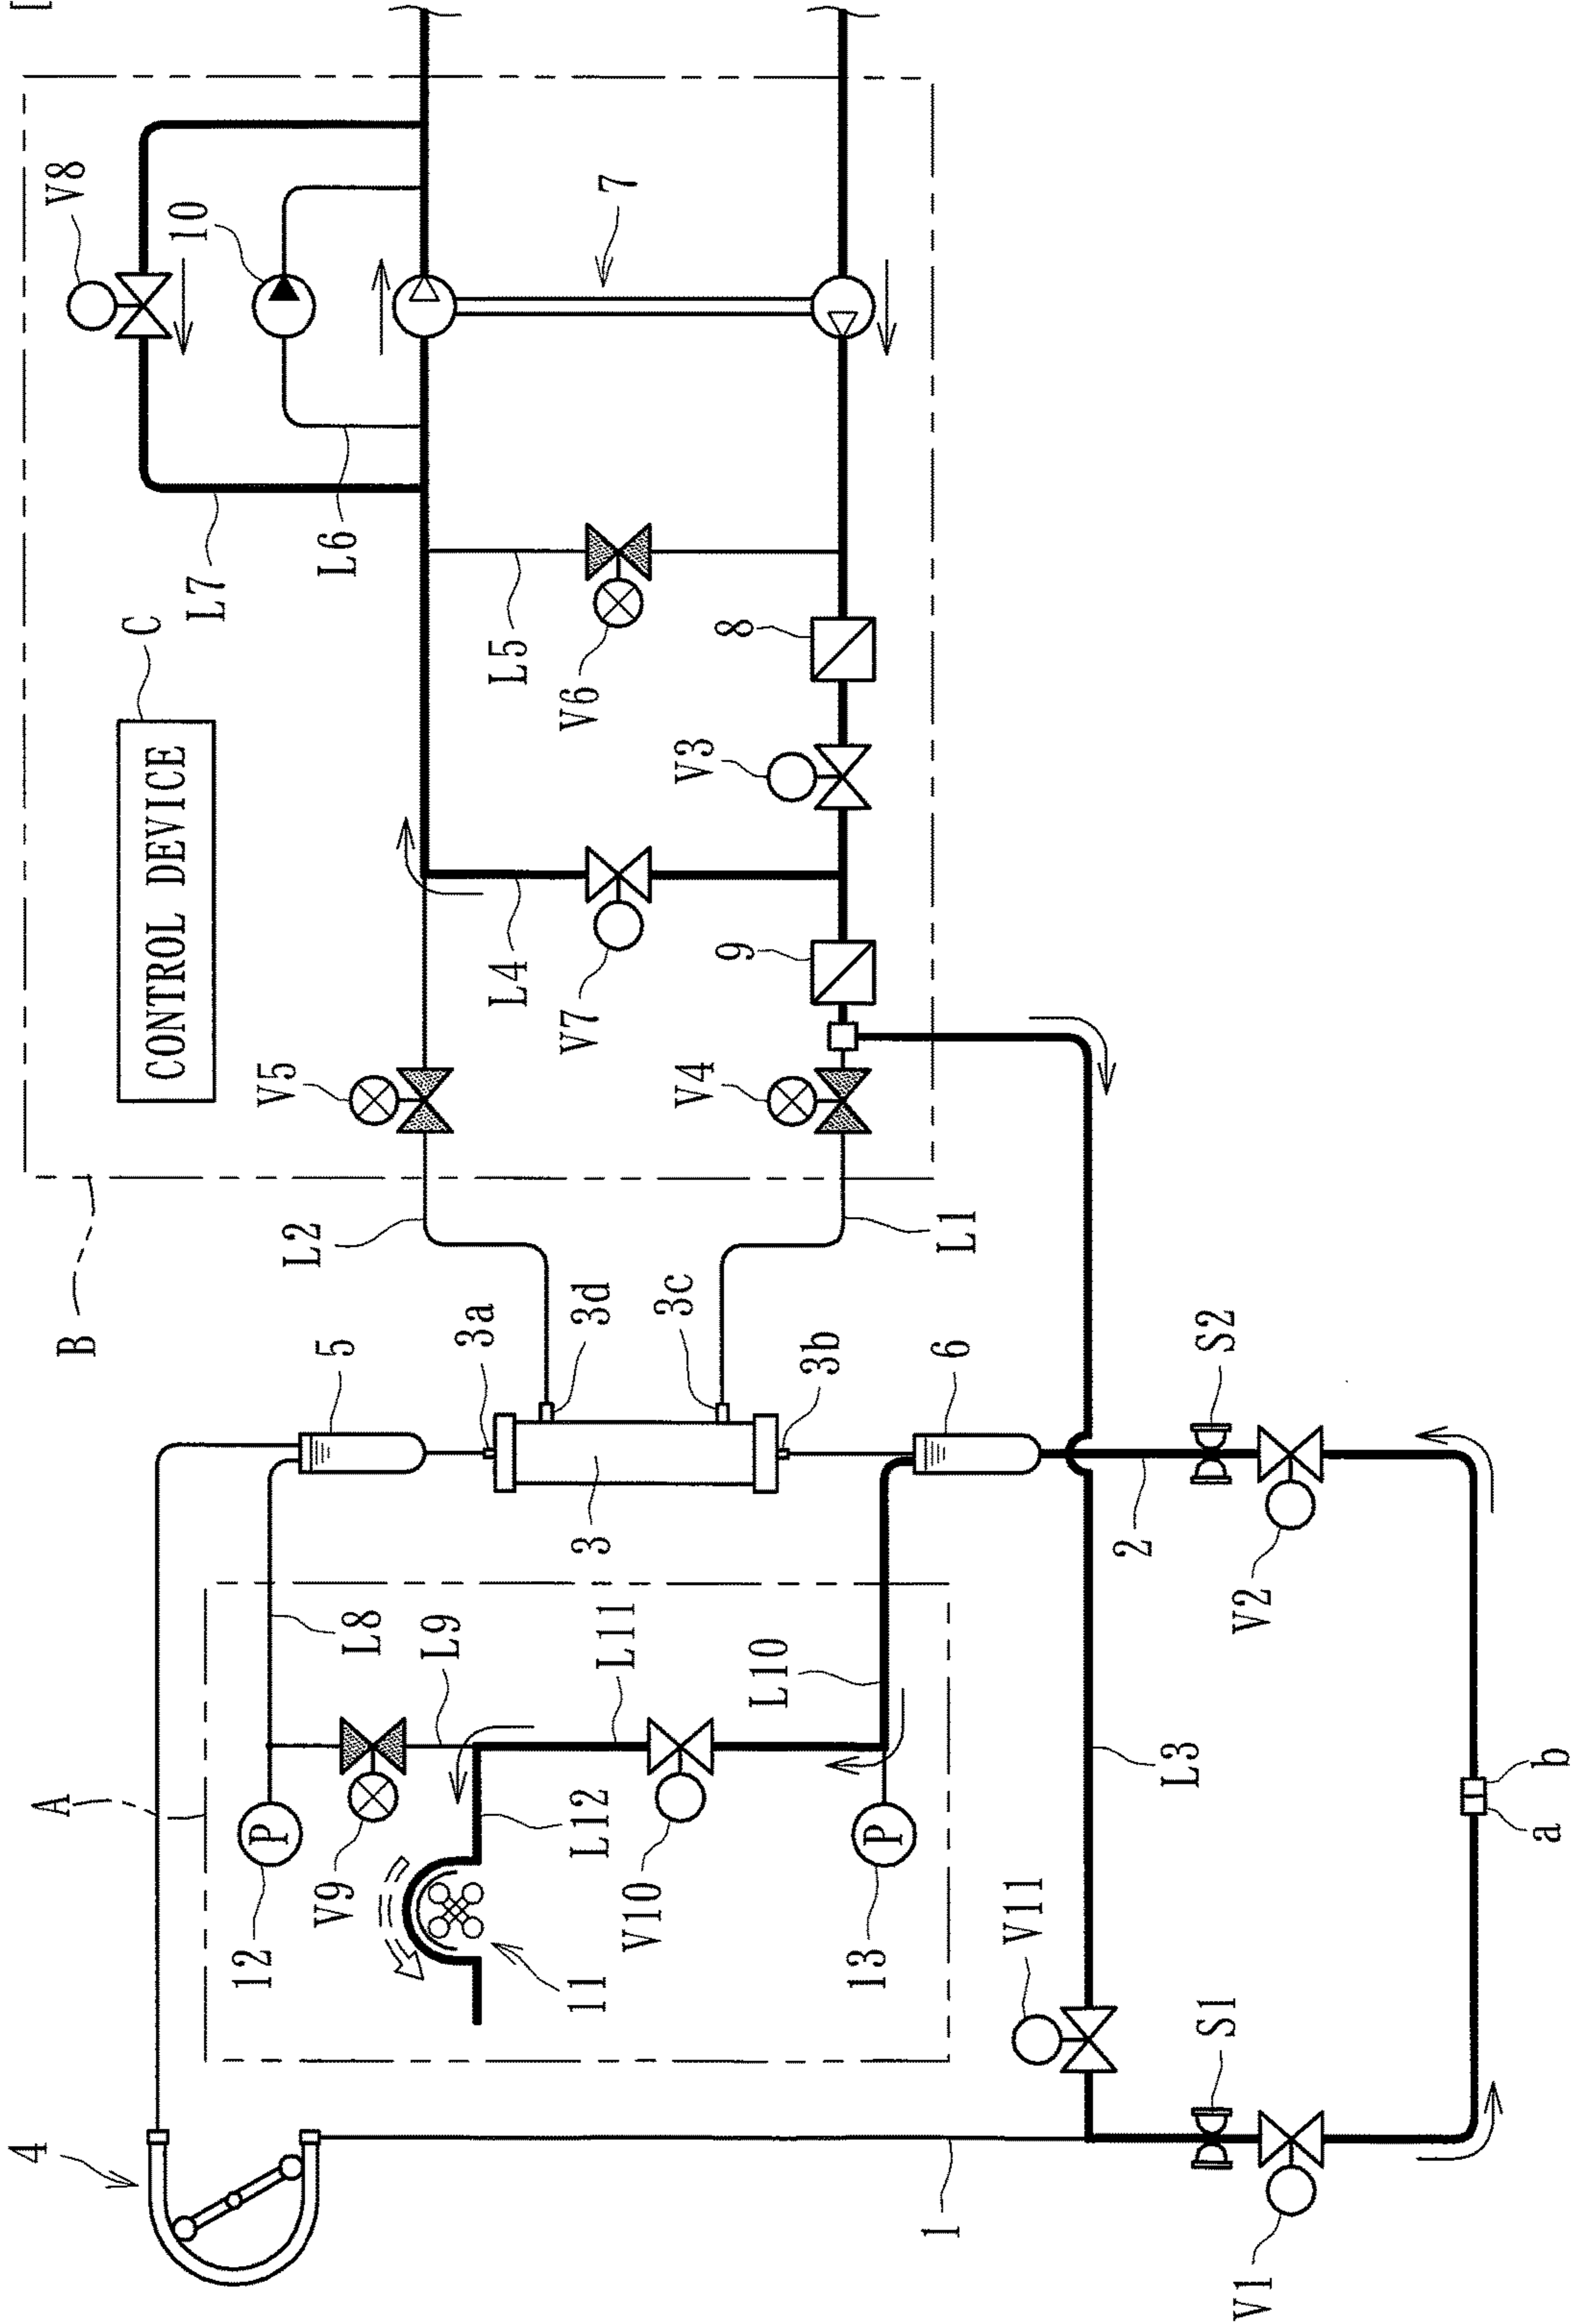 4
A
B
V8
C
CONTROL DEVICE
10
L7
12
P
V5
L2
V9
5
L6
L8
L9
3a
L4
L5
V7
V6
11
L12
3
3d
L11
7
V10
3c
V4
V3
9
8
L10
3b
13
P
1
6
L1
V11
2
L3
S1
S2
V1
V2
a
b